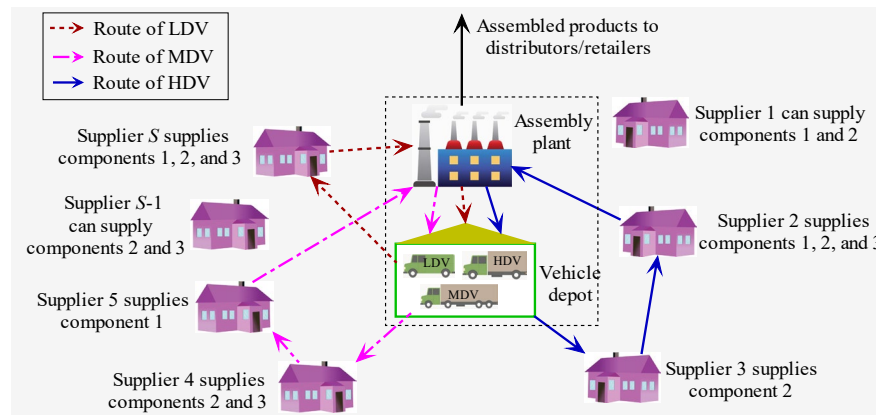 Route of LDV
Route of MDV
Route of HDV
Assembled products to
distributors/retailers
Assembly
plant
Supplier 1 can supply
components 1 and 2
Supplier S supplies
components 1, 2, and 3
Supplier S-1
can supply
components 2 and 3
Supplier 2 supplies
components 1, 2, and 3
LDV
HDV
MDV
Vehicle
depot
Supplier 5 supplies
component 1
Supplier 4 supplies
components 2 and 3
Supplier 3 supplies
component 2